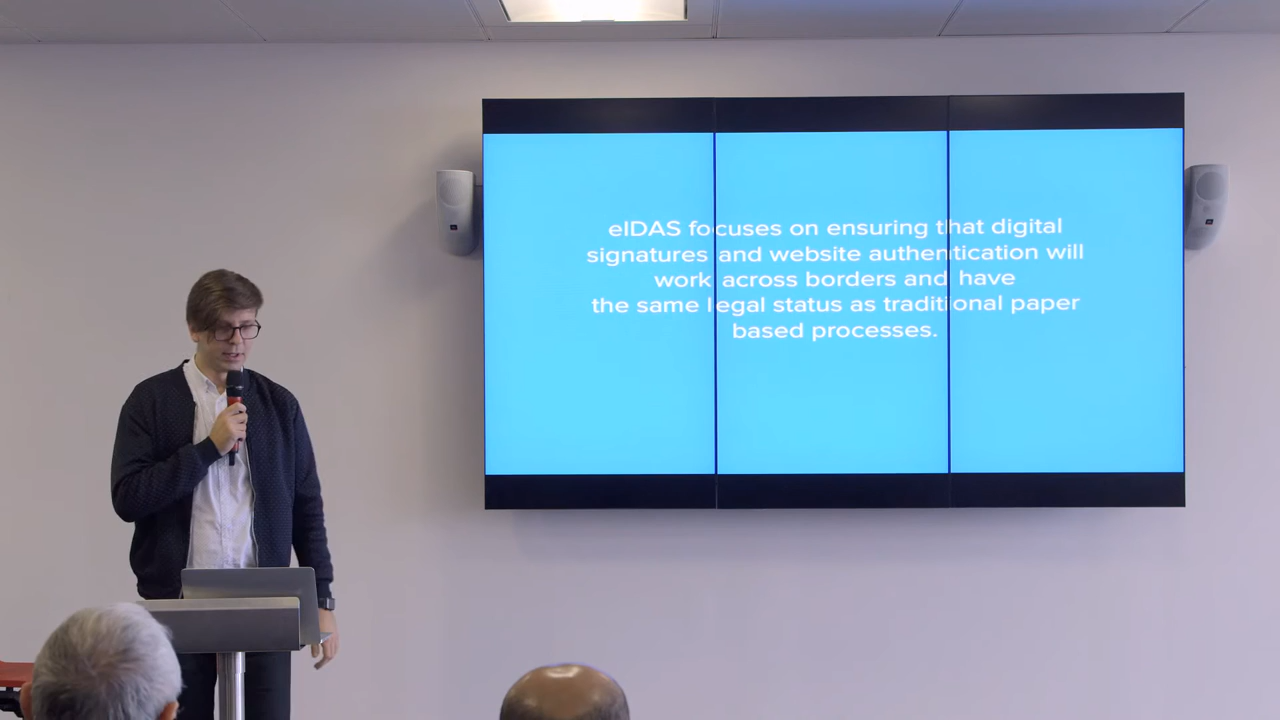 eIDAS focuses on ensuring that digital
signatures and website authentication will
work across borders and have
the same legal status as traditional paper
based processes.